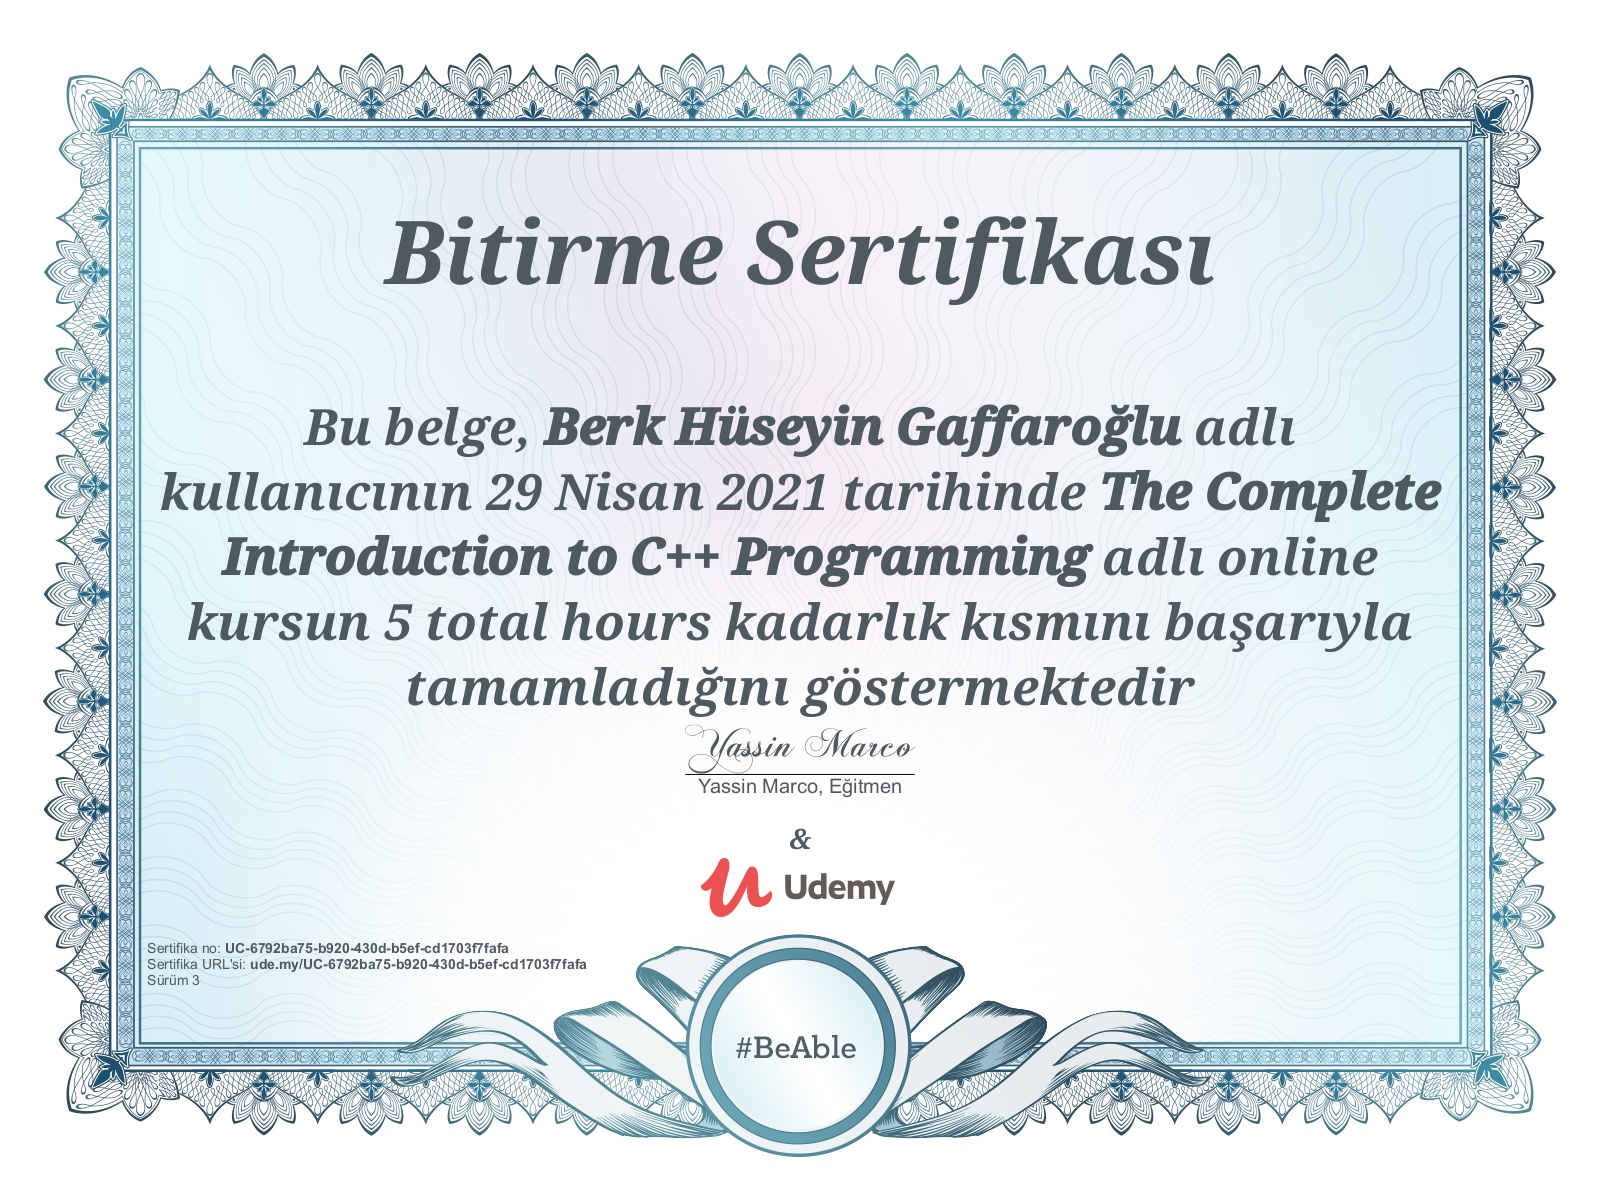 Bitirme Sertifikası
Bu belge, Berk Hüseyin Gaffaroğlu adlı
kullanıcının 29 Nisan 2021 tarihinde The Complete
Introduction to C++ Programming adlı online
kursun 5 total hours kadarlık kısmını başarıyla
tamamladığını göstermektedir
Yassin Marco
Yassin Marco, Eğitmen
&
Udemy
Sertifika no: UC-6792ba75-b920-430d-b5ef-cd1703f7fafa
Sertifika URL'si: ude.my/UC-6792ba75-b920-430d-b5ef-cd1703f7fafa
Sürüm 3
#BeAble